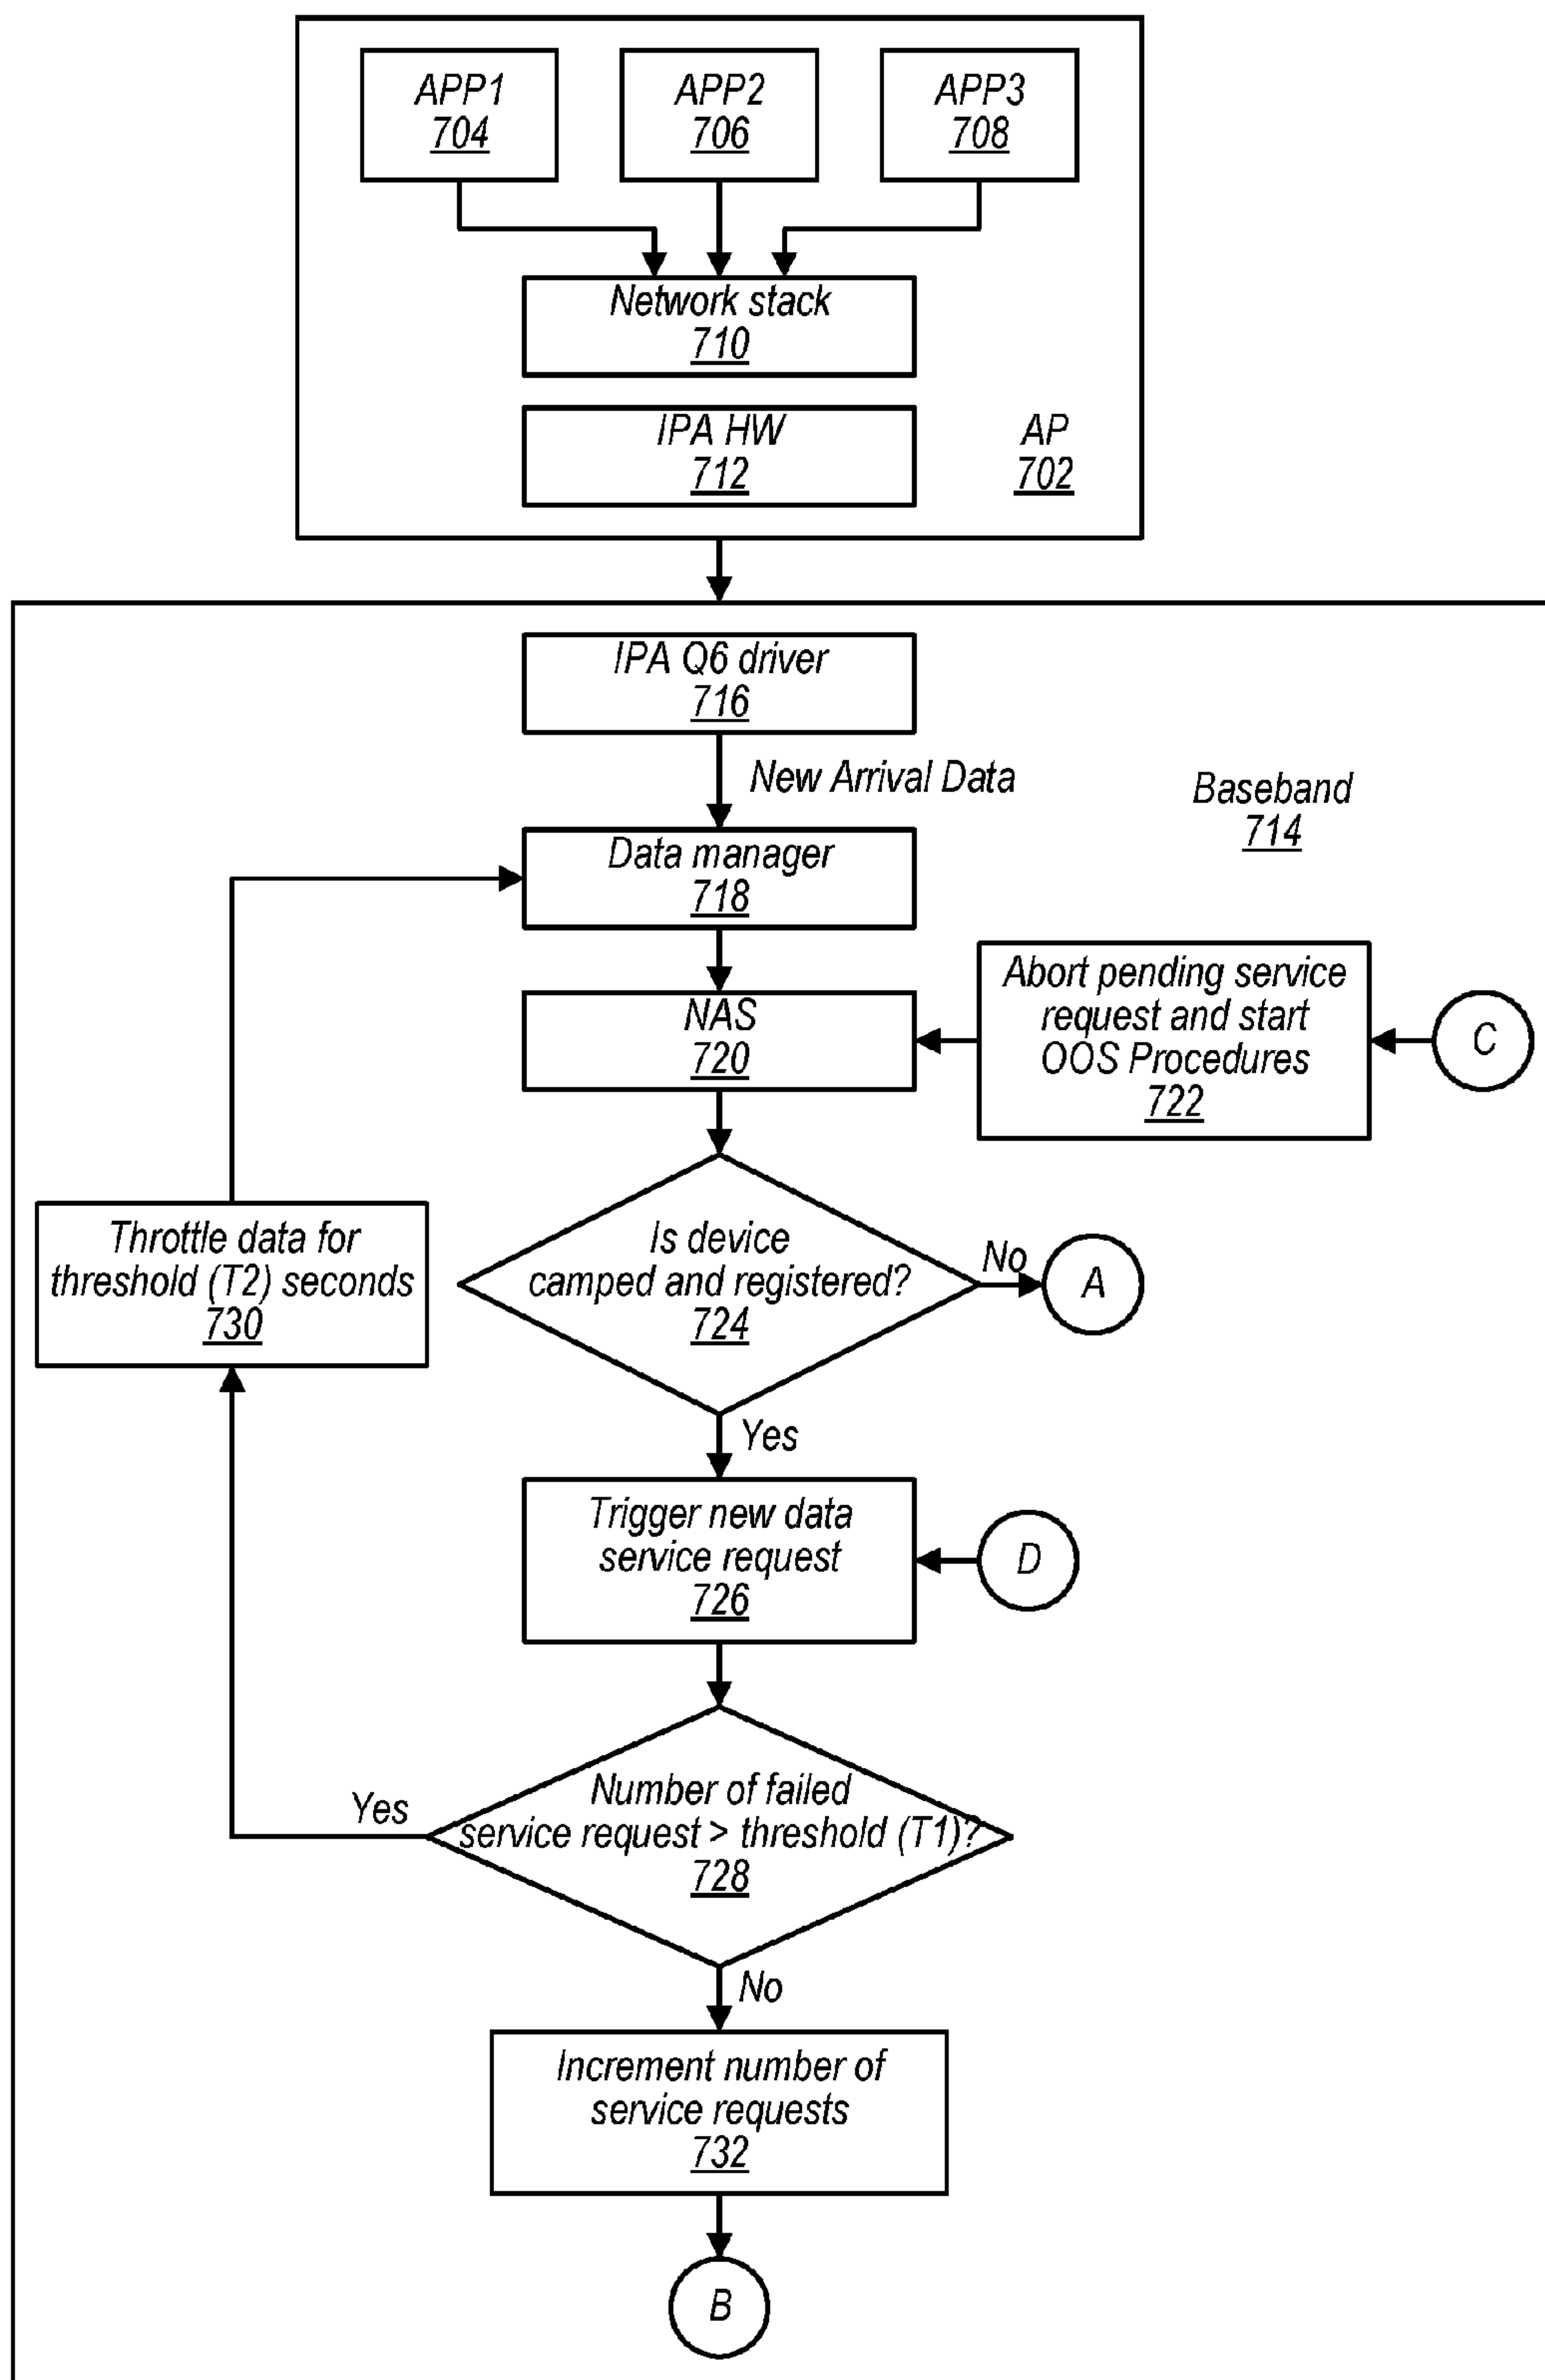 APP1
704
APP2
706
APP3
708
Network stack
710
IPA HW
712
AP
702
IPA Q6 driver
716
New Arrival Data
Baseband
714
Data manager
718
Abort pending service
request and start
OOS Procedures
722
C
NAS
720
Throttle data for
threshold (T2) seconds
730
Is device
camped and registered?
724
No
A
Yes
Trigger new data
service request
726
D
Number of failed
service request > threshold (T1)?
728
Yes
No
Increment number of
service requests
732
B